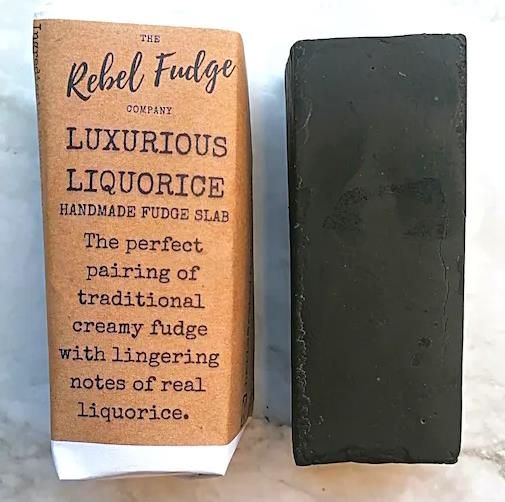 THE
Rebel Fudge
COMPANY
LUXURIOUS
LIQUORICE
HANDMADE FUDGE SLAB
The perfect
pairing of
traditional
creamy fudge
with lingering
notes of real
liquorice.